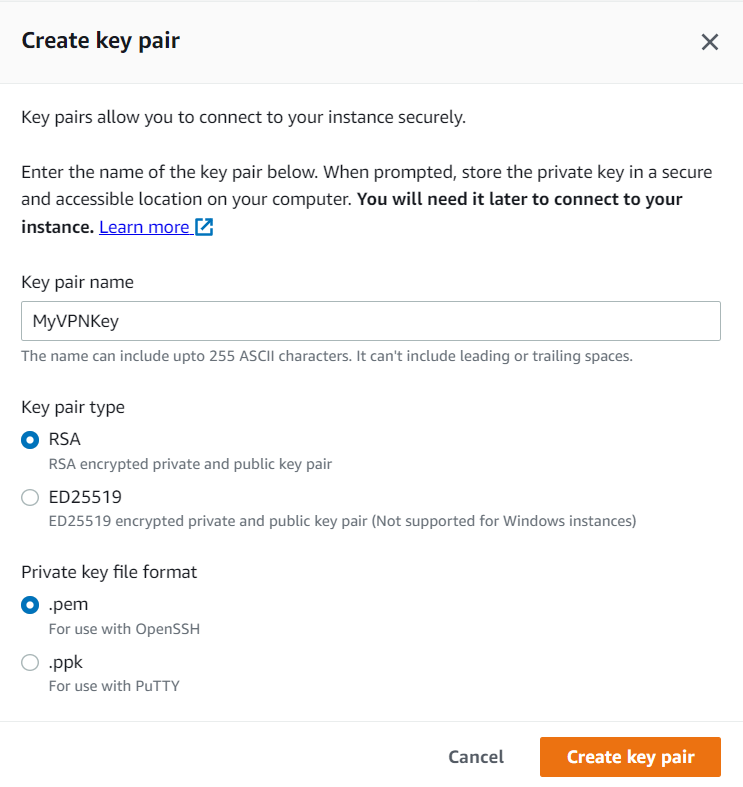 Create key pair
Key pairs allow you to connect to your instance securely.
Enter the name of the key pair below. When prompted, store the private key in a secure
and accessible location on your computer. You will need it later to connect to your
instance. Learn more
Key pair name
MyVPNKey
The name can include upto 255 ASCII characters. It can't include leading or trailing spaces.
Key pair type
RSA
RSA encrypted private and public key pair
ED25519
ED25519 encrypted private and public key pair (Not supported for Windows instances)
Private key file format
.pem
For use with OpenSSH
.ppk
For use with PuTTY
Cancel
Create key pair